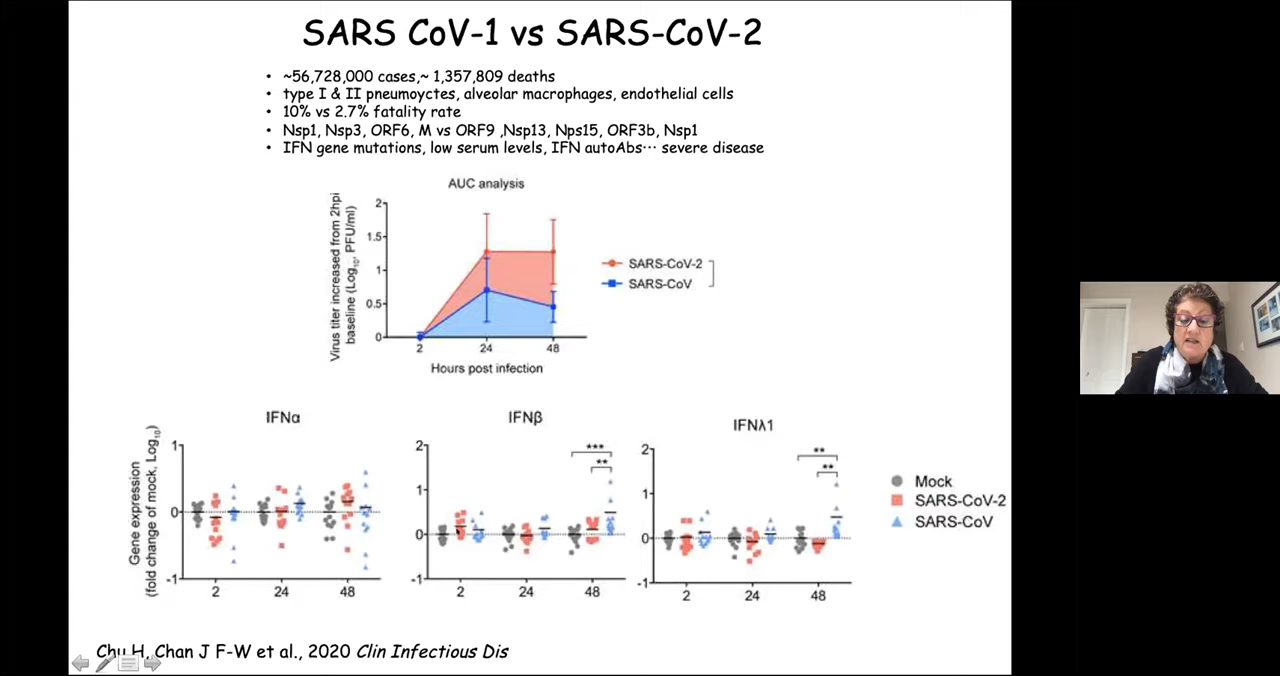 SARS CoV-1 vs SARS-CoV-2
• ~56,728,000 cases,~ 1,357,809 deaths
• type I & II pneumoyctes, alveolar macrophages, endothelial cells
• 10% vs 2.7% fatality rate
• Nsp1, Nsp3, ORF6, M vs ORF9 ,Nsp13, Nps15, ORF3b, Nsp1
• IFN gene mutations, low serum levels, IFN autoAbs… severe disease
AUC analysis
Virus titer increased from 2hpi
baseline (Log10, PFU/ml)
2
1.5
1
0.5
0
2 24 48
Hours post infection
SARS-CoV-2
SARS-CoV
IFNα
Gene expression
(fold change of mock, Log10)
1
0
-1
2 24 48
IFNβ
2
1
0
-1
***
**
2 24 48
IFNλ1
2
1
0
-1
**
**
2 24 48
Mock
SARS-CoV-2
SARS-CoV
Chu H, Chan J F-W et al., 2020 Clin Infectious Dis